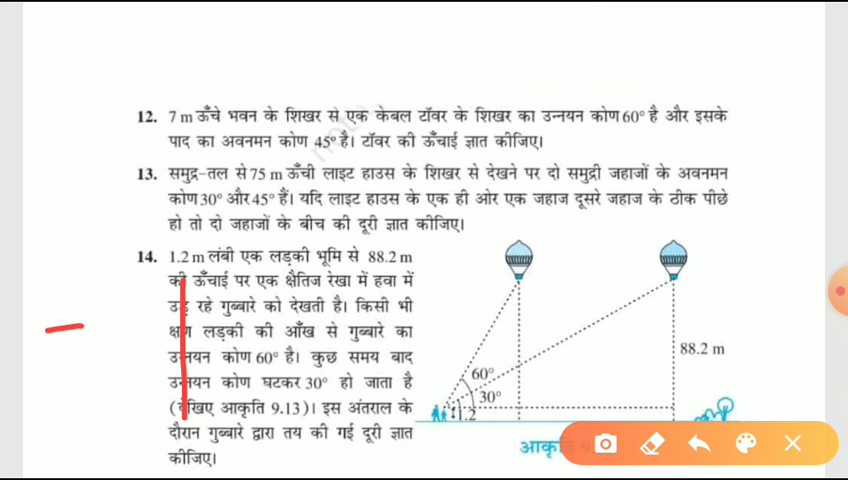 12. 7 m ऊँचे भवन के शिखर से एक केबल टॉवर के शिखर का उन्नयन कोण 60° है और इसके
पाद का अवनमन कोण 45° है। टॉवर की ऊँचाई ज्ञात कीजिए।
13. समुद्र-तल से 75 m ऊँची लाइट हाउस के शिखर से देखने पर दो समुद्री जहाजों के अवनमन
कोण 30° और 45° हैं। यदि लाइट हाउस के एक ही ओर एक जहाज दूसरे जहाज के ठीक पीछे
हो तो दो जहाजों के बीच की दूरी ज्ञात कीजिए।
14. 1.2 m लंबी एक लड़की भूमि से 88.2 m
की ऊँचाई पर एक क्षैतिज रेखा में हवा में
उड़ रहे गुब्बारे को देखती है। किसी भी
क्षण लड़की की आँख से गुब्बारे का
उन्नयन कोण 60° है। कुछ समय बाद
उन्नयन कोण घटकर 30° हो जाता है
(देखिए आकृति 9.13)। इस अंतराल के
दौरान गुब्बारे द्वारा तय की गई दूरी ज्ञात
कीजिए।
60°
30°
1.2
88.2 m